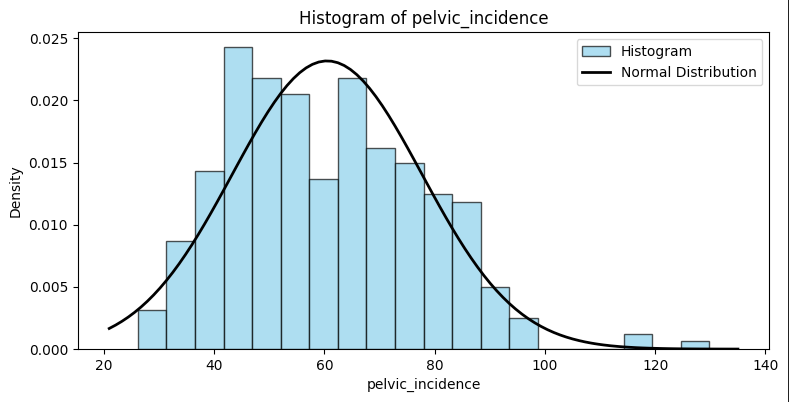 Histogram of pelvic_incidence
Histogram
Normal Distribution
Density
0.025
0.020
0.015
0.010
0.005
0.000
20
40
60
80
100
120
140
pelvic_incidence